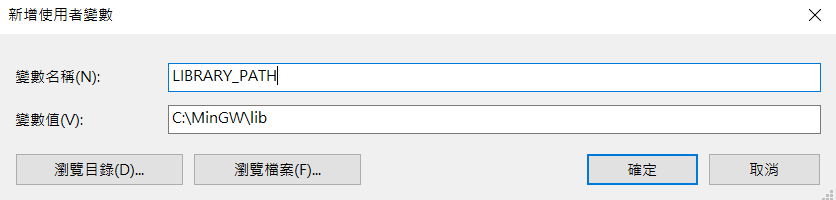 新增使用者變數
變數名稱(N):
LIBRARY_PATH
變數值(V):
C:\MinGW\lib
瀏覽目錄(D)...
瀏覽檔案(F)...
確定
取消